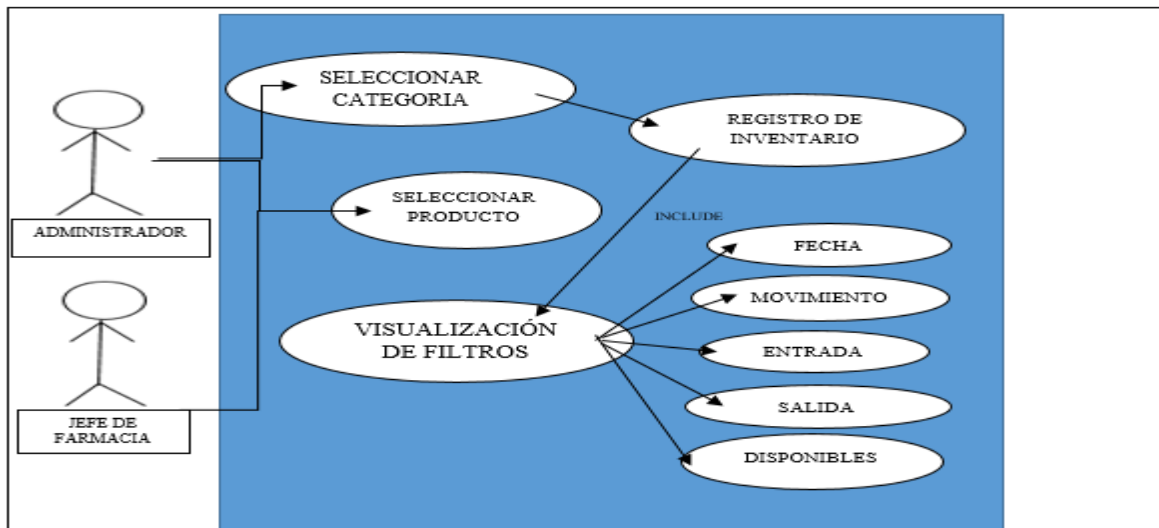 SELECCIONAR
CATEGORIA
REGISTRO DE
INVENTARIO
ADMINISTRADOR
SELECCIONAR
PRODUCTO
INCLUDE
FECHA
MOVIMIENTO
VISUALIZACIÓN
DE FILTROS
ENTRADA
SALIDA
JEFE DE
FARMACIA
DISPONIBLES